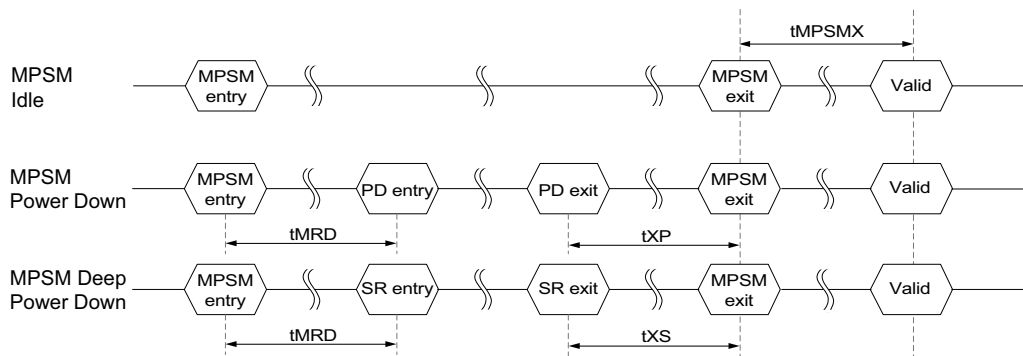 tMPSMX
MPSM
Idle
MPSM
entry
MPSM
exit
Valid
MPSM
Power Down
MPSM
entry
PD entry
PD exit
MPSM
exit
Valid
tMRD
tXP
MPSM Deep
Power Down
MPSM
entry
SR entry
SR exit
MPSM
exit
Valid
tMRD
tXS